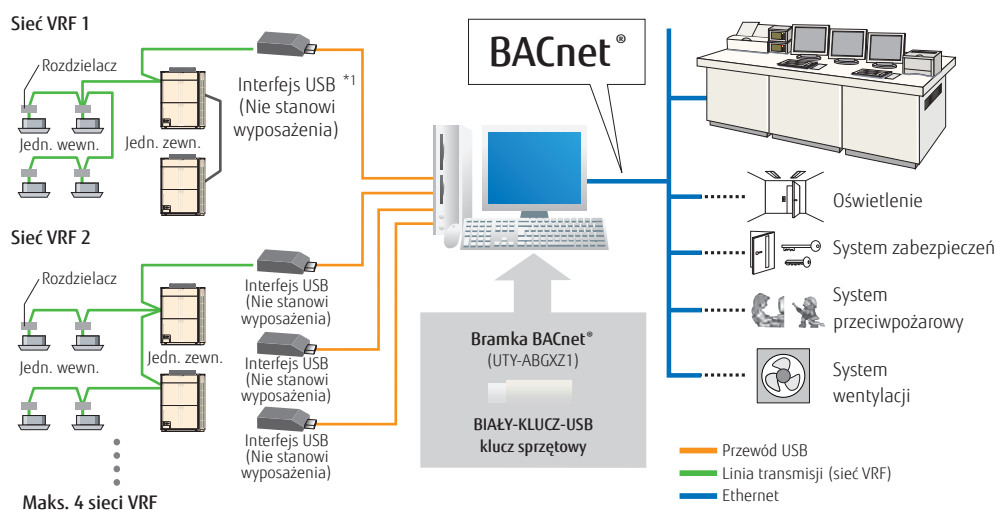 Sieć VRF 1
Rozdzielacz
Jedn. wewn.
Jedn. zewn.
Interfejs USB *1
(Nie stanowi
wyposażenia)
BACnet®
Oświetlenie
System zabezpieczeń
System
przeciwpożarowy
System
wentylacji
Sieć VRF 2
Rozdzielacz
Jedn. wewn.
Jedn. zewn.
Interfejs USB
(Nie stanowi
wyposażenia)
Interfejs USB
(Nie stanowi
wyposażenia)
Interfejs USB
(Nie stanowi
wyposażenia)
Maks. 4 sieci VRF
Bramka BACnet®
(UTY-ABGXZ1)
BIAŁY-KLUCZ-USB
klucz sprzętowy
Przewód USB
Linia transmisji (sieć VRF)
Ethernet